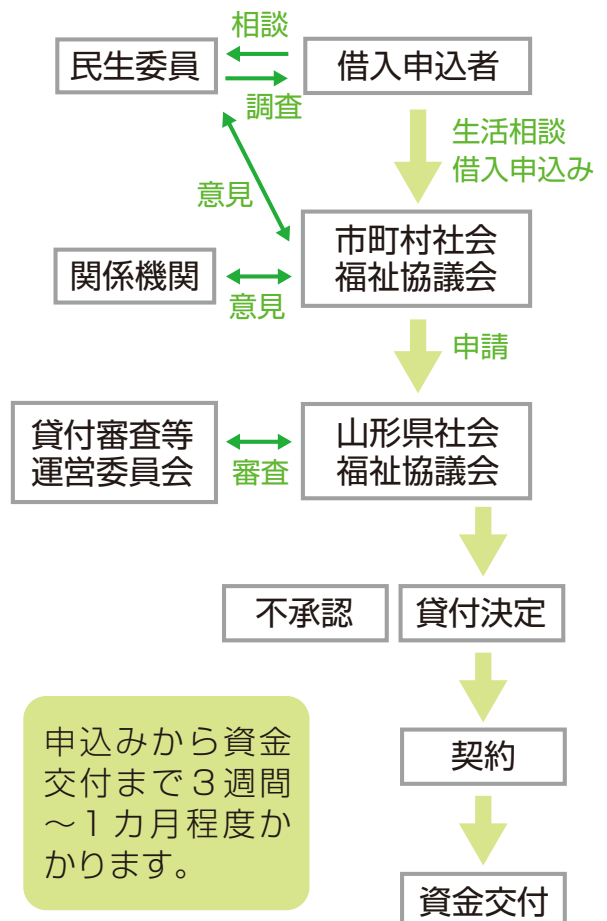 相談
民生委員
借入申込者
調査
生活相談
借入申込み
意見
市町村社会
福祉協議会
関係機関
意見
申請
貸付審査等
運営委員会
審査
山形県社会
福祉協議会
不承認
貸付決定
契約
申込みから資金
交付まで３週間
～１カ月程度か
かります。
資金交付